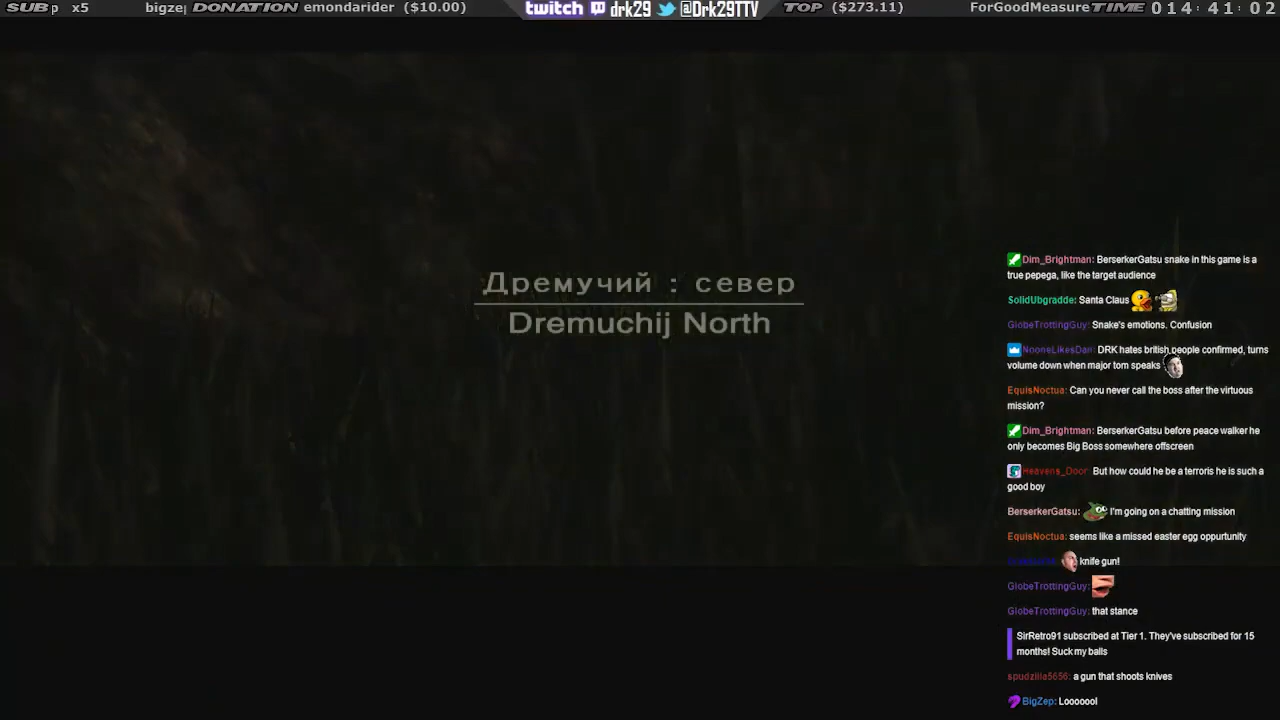 SUB p x5 bigzep DONATION emondarider ($10.00) twitch drk29 @Drk29TTV TOP ($273.11) ForGoodMeasure TIME 014:41:02
Дремучий : север
Dremuchij North
Dim_Brightman: BerserkerGatsu snake in this game is a
true pepega, like the target audience
SolidUbgradde: Santa Claus
GlobeTrottingGuy: Snake's emotions. Confusion
NooneLikesDan: DRK hates british people confirmed, turns
volume down when major tom speaks
EquisNoctua: Can you never call the boss after the virtuous
mission?
Dim_Brightman: BerserkerGatsu before peace walker he
only becomes Big Boss somewhere offscreen
Heavens_Door: But how could he be a terroris he is such a
good boy
BerserkerGatsu: I'm going on a chatting mission
EquisNoctua: seems like a missed easter egg oppurtunity
knife gun!
GlobeTrottingGuy:
GlobeTrottingGuy: that stance
SirRetro91 subscribed at Tier 1. They've subscribed for 15
months! Suck my balls
spudzilla5656: a gun that shoots knives
BigZep: Looooool